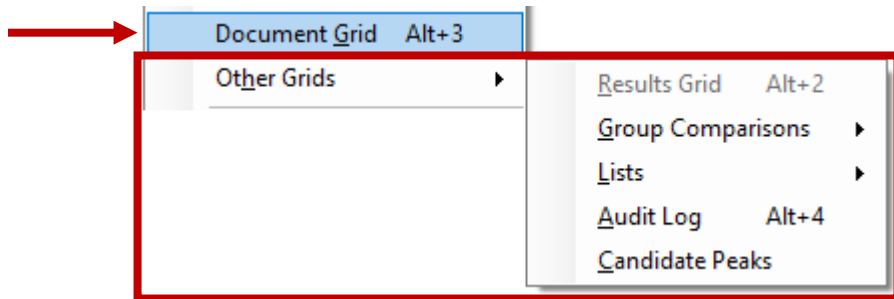 Document Grid Alt+3
Other Grids
Results Grid Alt+2
Group Comparisons
Lists
Audit Log Alt+4
Candidate Peaks